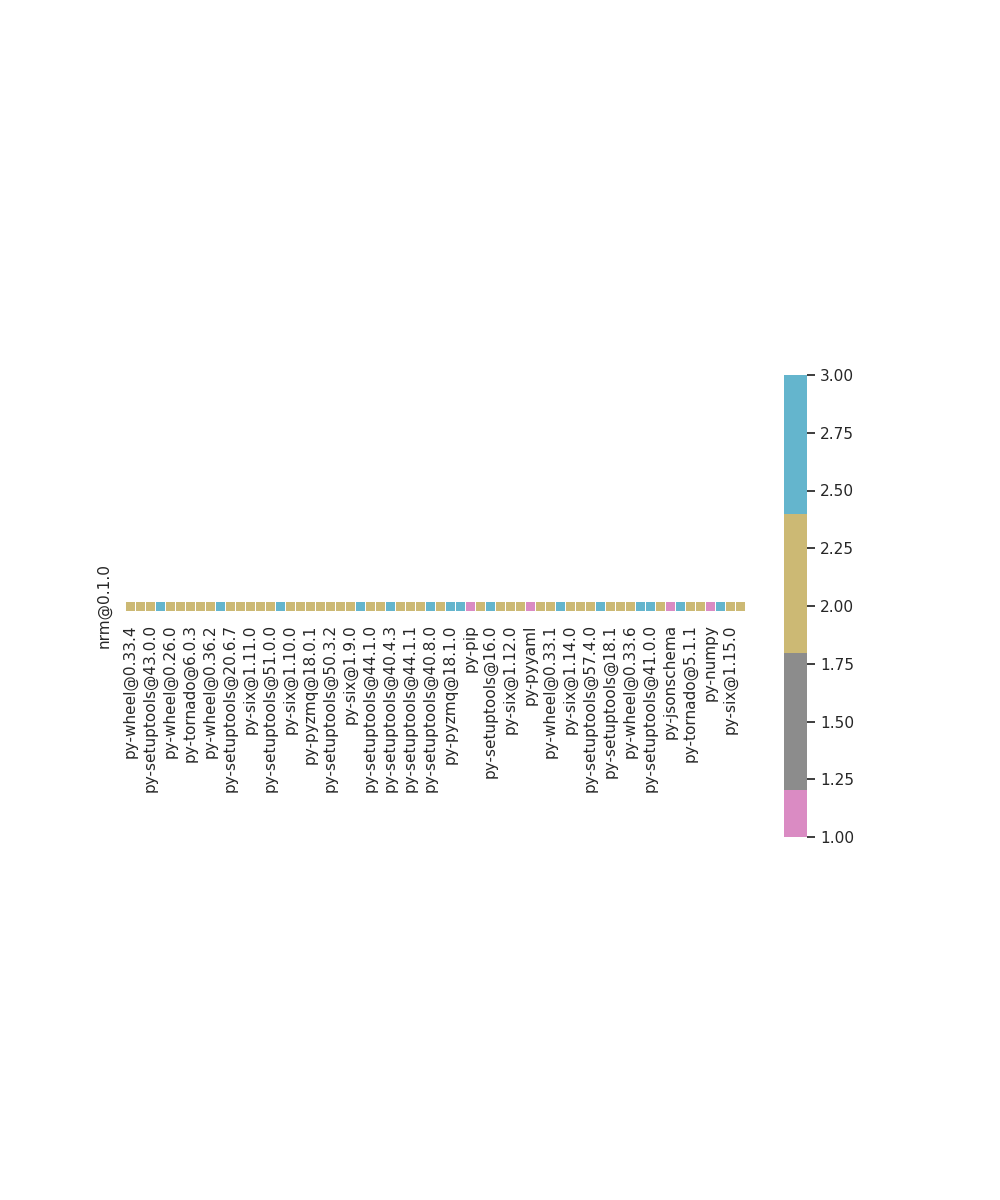 nrm@0.1.0
py-wheel@0.33.4
py-setuptools@43.0.0
py-wheel@0.26.0
py-tornado@6.0.3
py-wheel@0.36.2
py-setuptools@20.6.7
py-six@1.11.0
py-setuptools@51.0.0
py-six@1.10.0
py-pyzmq@18.0.1
py-setuptools@50.3.2
py-six@1.9.0
py-setuptools@44.1.0
py-setuptools@40.4.3
py-setuptools@44.1.1
py-setuptools@40.8.0
py-pyzmq@18.1.0
py-pip
py-setuptools@16.0
py-six@1.12.0
py-pyyaml
py-wheel@0.33.1
py-six@1.14.0
py-setuptools@57.4.0
py-setuptools@18.1
py-wheel@0.33.6
py-setuptools@41.0.0
py-jsonschema
py-tornado@5.1.1
py-numpy
py-six@1.15.0
3.00
2.75
2.50
2.25
2.00
1.75
1.50
1.25
1.00